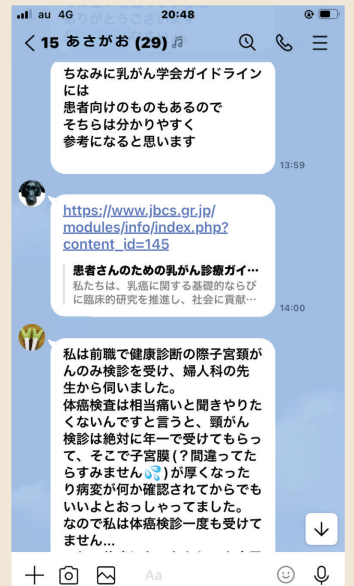 au 4G 20:48
15 あさがお (29)
ちなみに乳がん学会ガイドライン
には
患者向けのものもあるので
そちらは分かりやすく
参考になると思います
13:59
https://www.jbcs.gr.jp/
modules/info/index.php?
content_id=145
患者さんのための乳がん診療ガイ…
私たちは、乳癌に関する基礎的ならび
に臨床的研究を推進し、社会に貢献…
14:00
私は前職で健康診断の際子宮頚が
んのみ検診を受け、婦人科の先
生から伺いました。
体癌検査は相当痛いと聞きやりた
くないんですと言うと、頸がん
検診は絶対に年一で受けてもらっ
て、そこで子宮膜(？間違ってた
らすみません💦)が厚くなった
り病変が何か確認されてからでも
いいよとおっしゃってました。
なので私は体癌検診一度も受けて
ません...
Aa